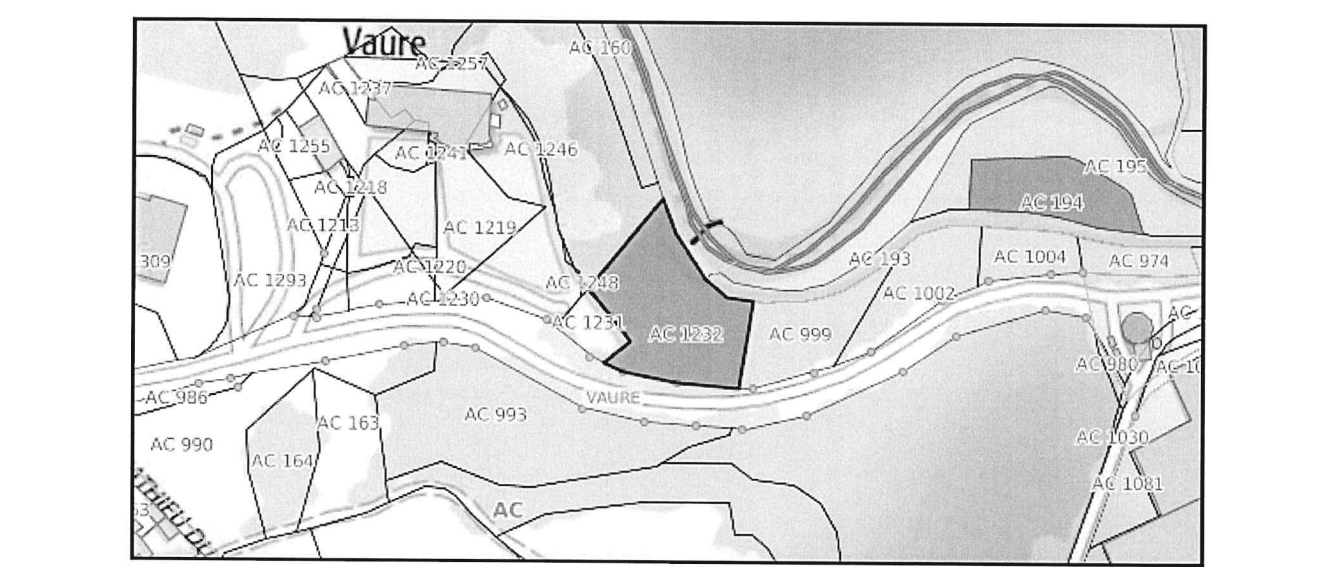 Vaure
AC 160
AC 1257
AC 1237
AC 1255
AC 1241
AC 1246
AC 195
AC 1218
AC 194
AC 1213
AC 1219
309
AC 1293
AC 1220
AC 1248
AC 193
AC 1004
AC 974
AC 1230
AC 1002
AC 1231
AC 1232
AC 999
AC
AC 980
AC 986
VAURE
AC 993
AC 163
AC 990
AC 164
AC 1030
AC 1081
AC